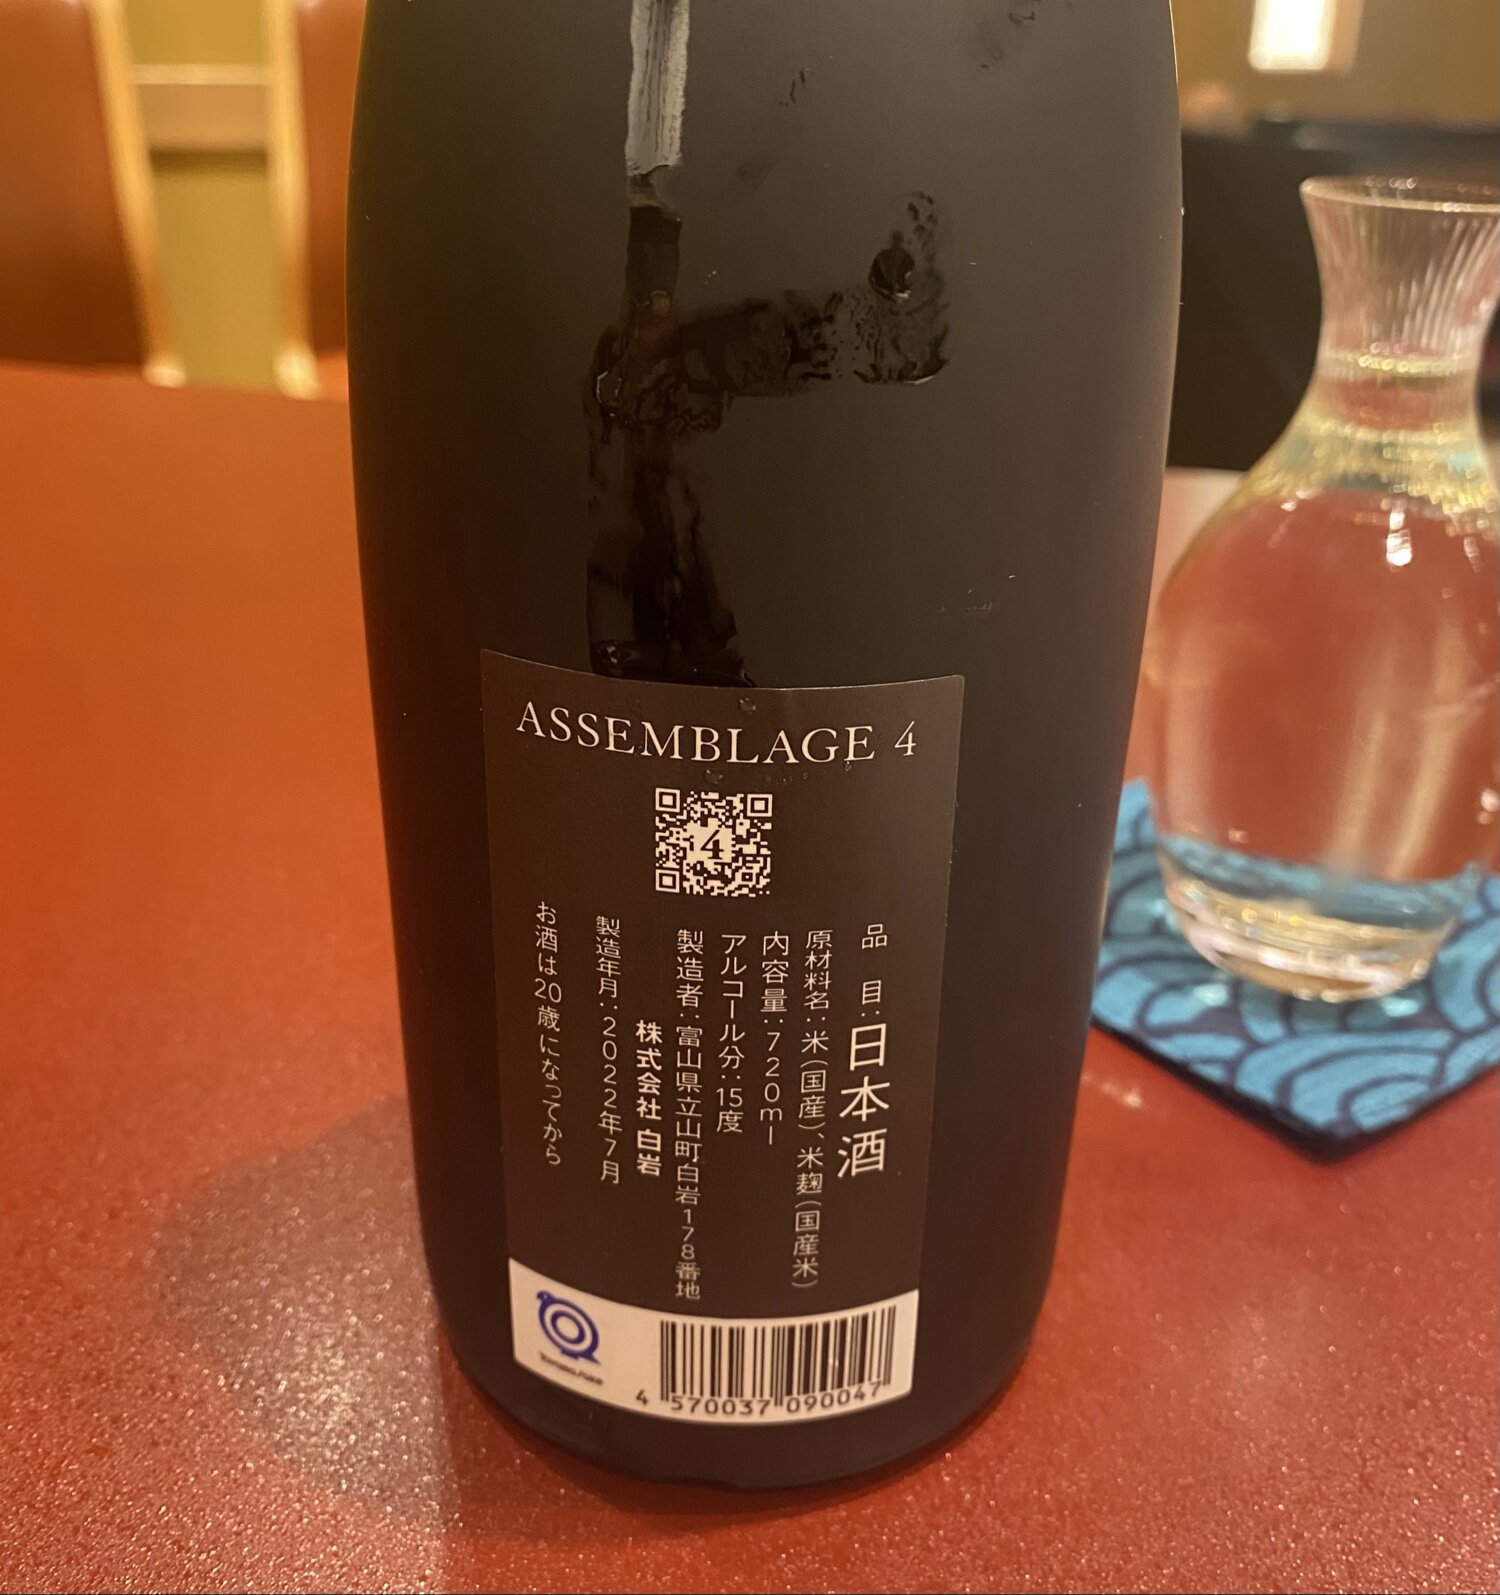 ASSEMBLAGE 4
4
品目:日本酒
原材料名:米(国産)、米麹(国産米)
内容量:720ml
アルコール分:15度
製造者:富山県立山町白岩178番地
株式会社 白岩
製造年月:2022年7月
お酒は20歳になってから
4 570037 090047